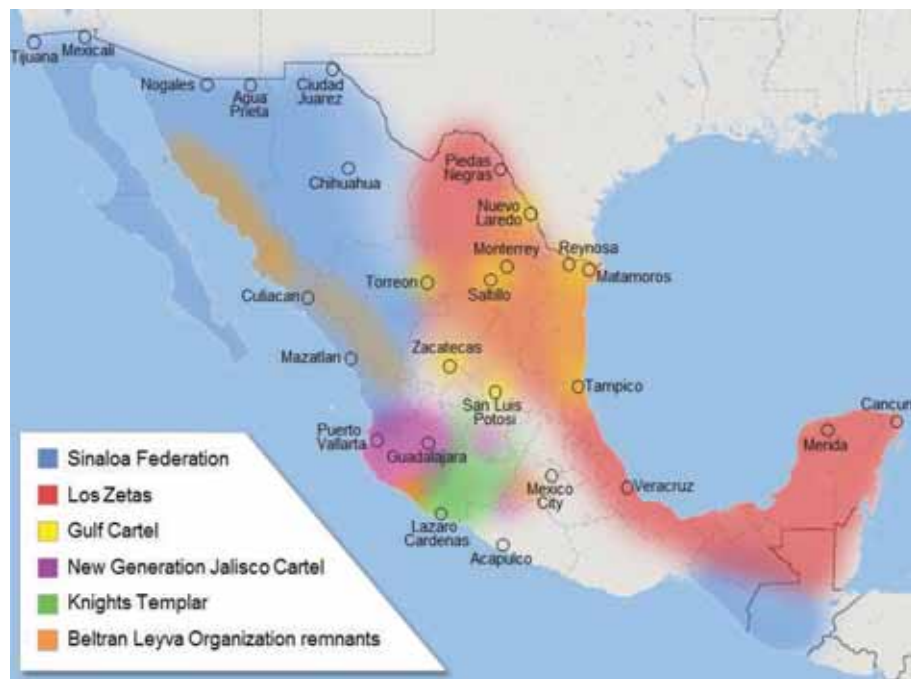 Tijuana
Mexicali
Nogales
Agua
Prieta
Ciudad
Juarez
Chihuahua
Piedas
Negras
Nuevo
Laredo
Monterrey
Reynosa
Matamoros
Torreon
Saltillo
Culiacan
Mazatlan
Zacatecas
Tampico
San Luis
Potosi
Cancun
Merida
Puerto
Vallarta
Guadalajara
Mexico
City
Veracruz
Lazaro
Cardenas
Acapulco
Sinaloa Federation
Los Zetas
Gulf Cartel
New Generation Jalisco Cartel
Knights Templar
Beltran Leyva Organization remnants